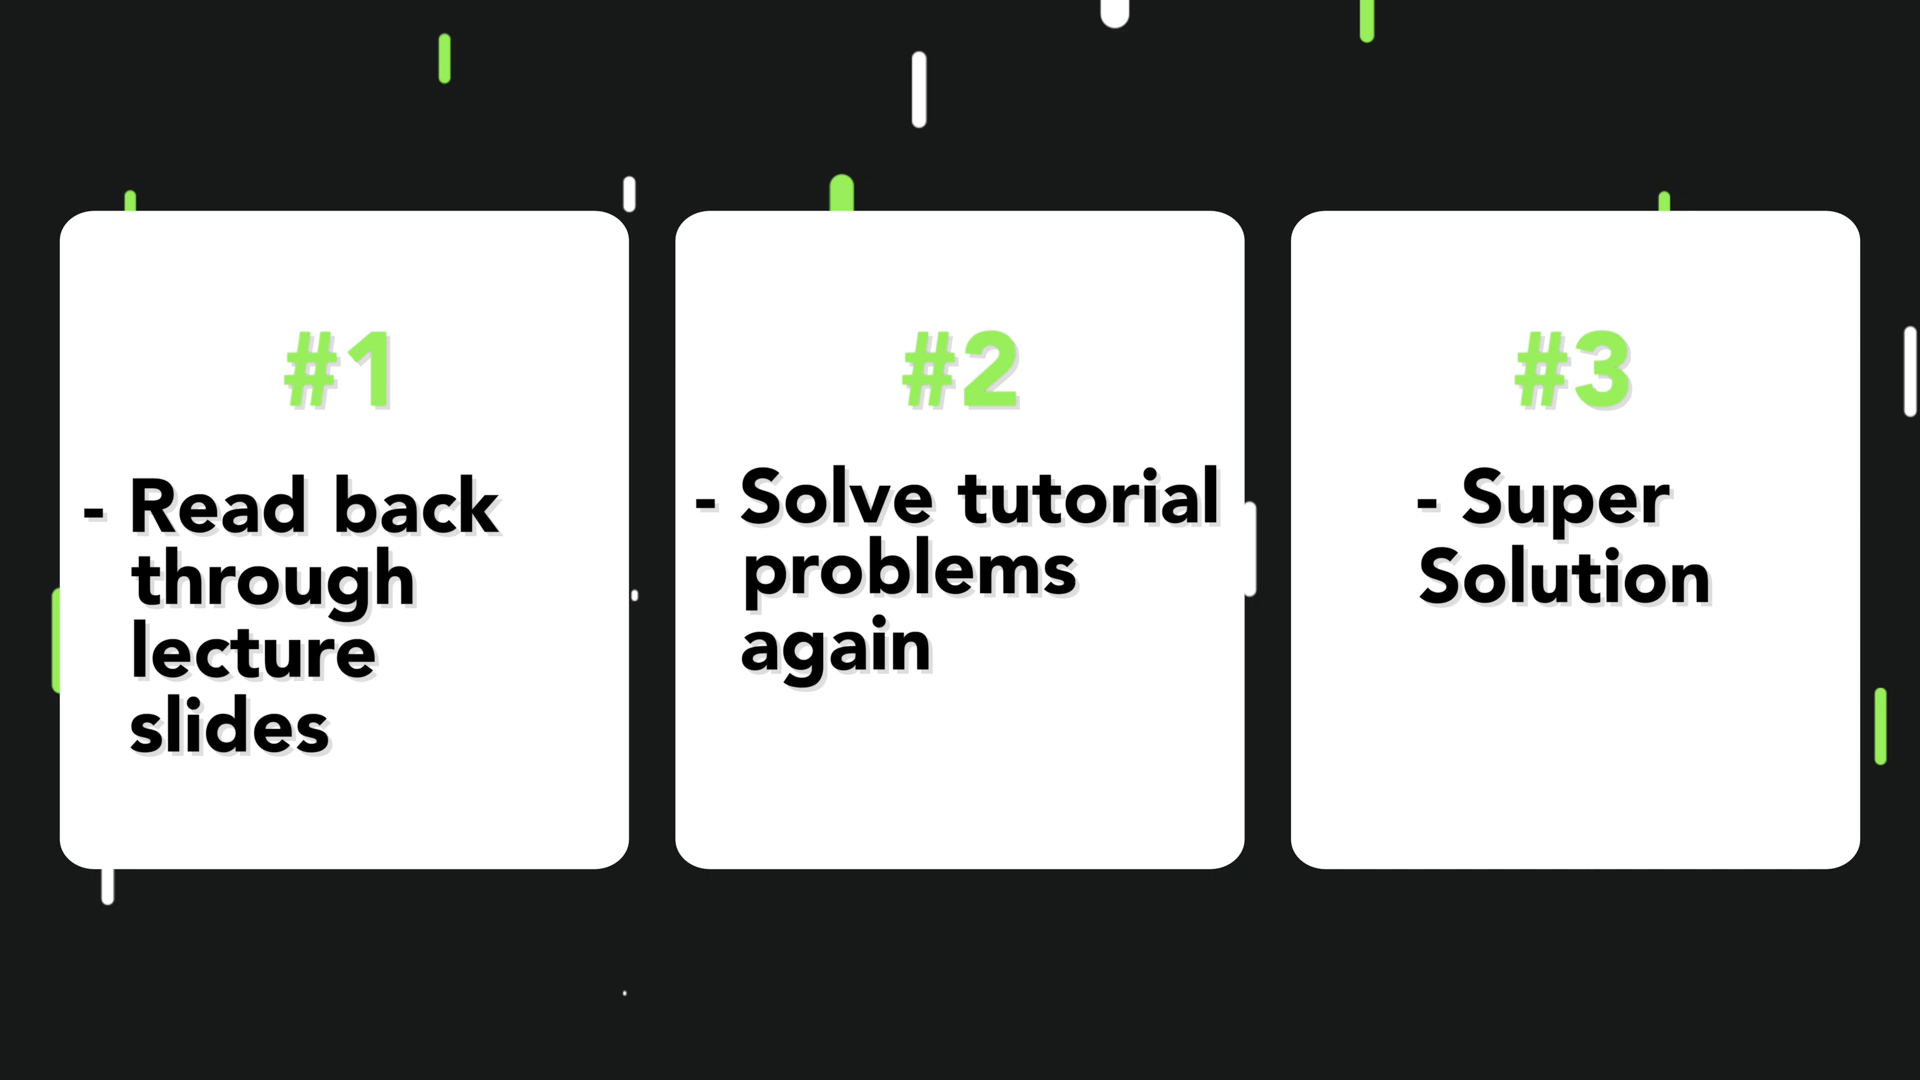 #1
- Read back
through
lecture
slides
#2
- Solve tutorial
problems
again
#3
- Super
Solution